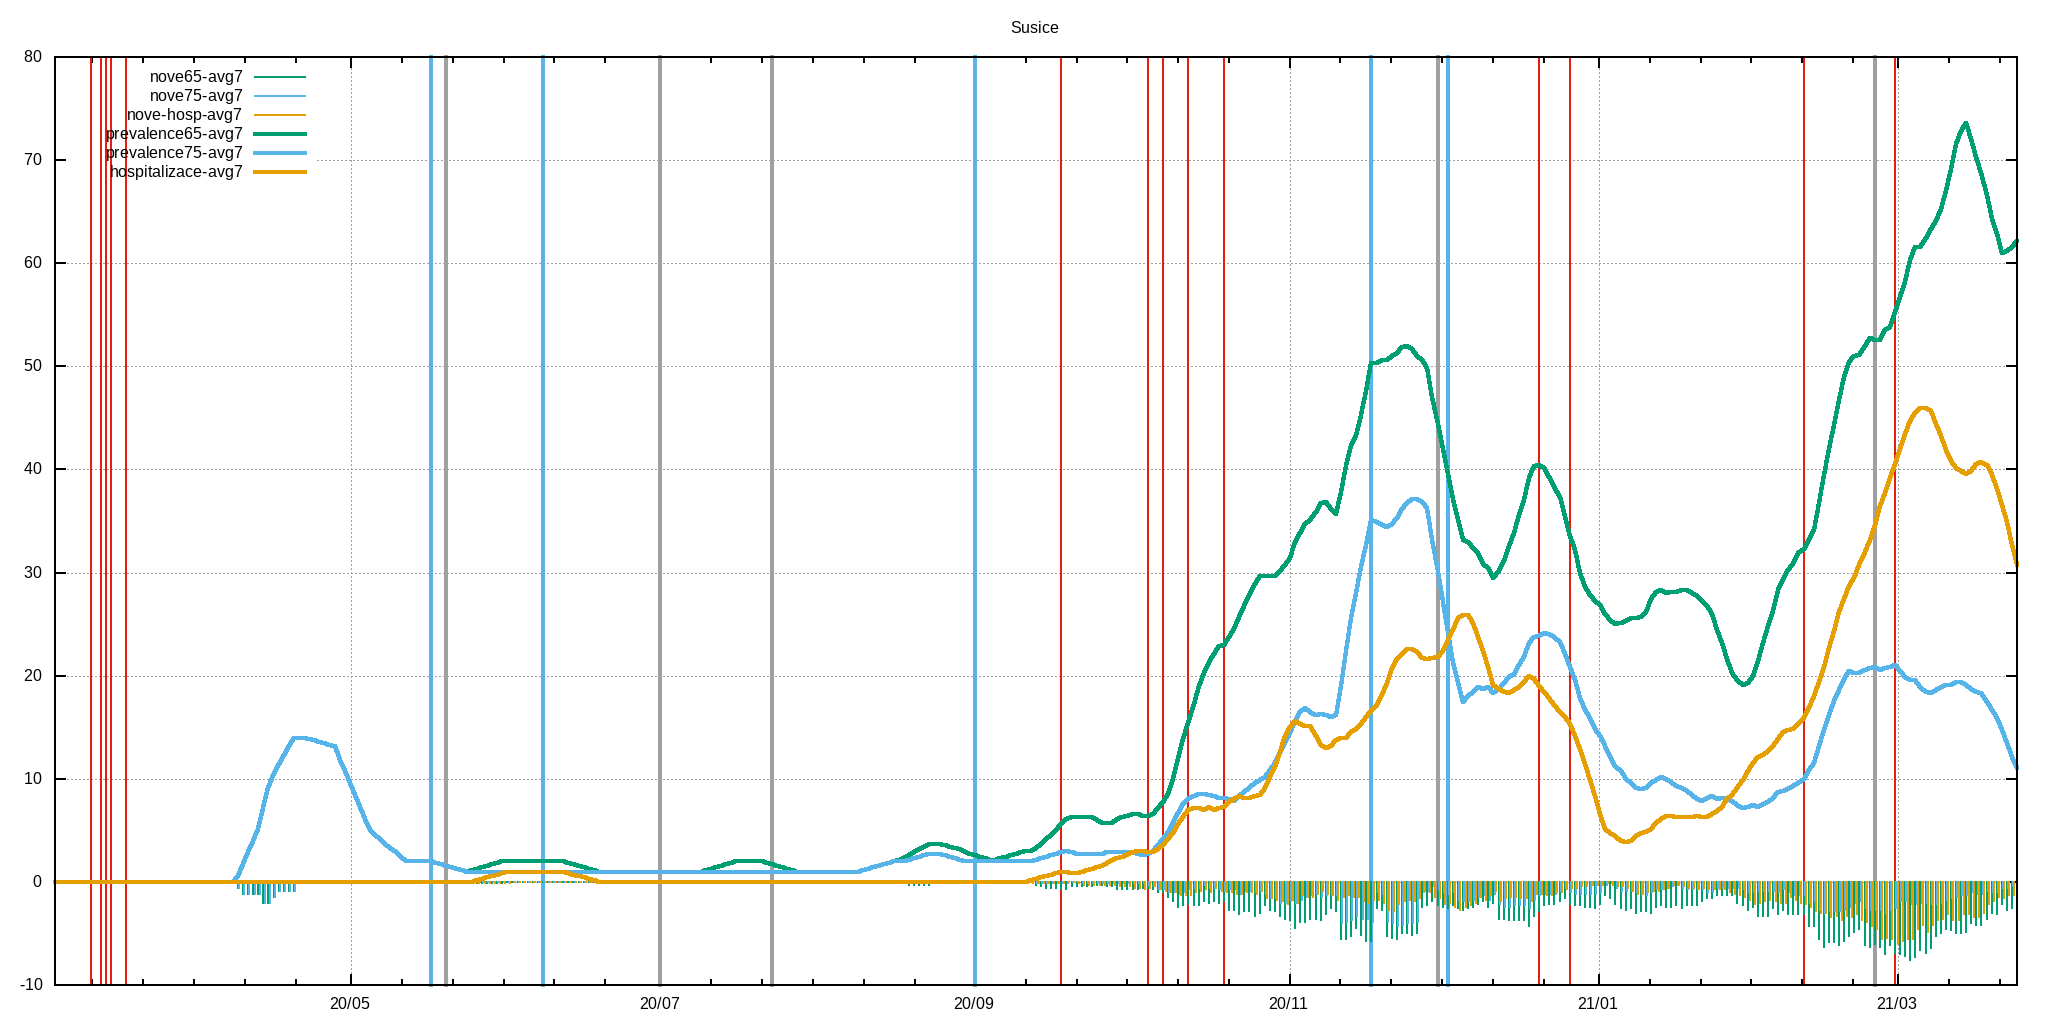 Susice
80
nove65-avg7
nove75-avg7
nove-hosp-avg7
prevalence65-avg7
prevalence75-avg7
hospitalizace-avg7
70
60
50
40
30
20
10
0
-10
20/05 20/07 20/09 20/11 21/01 21/03